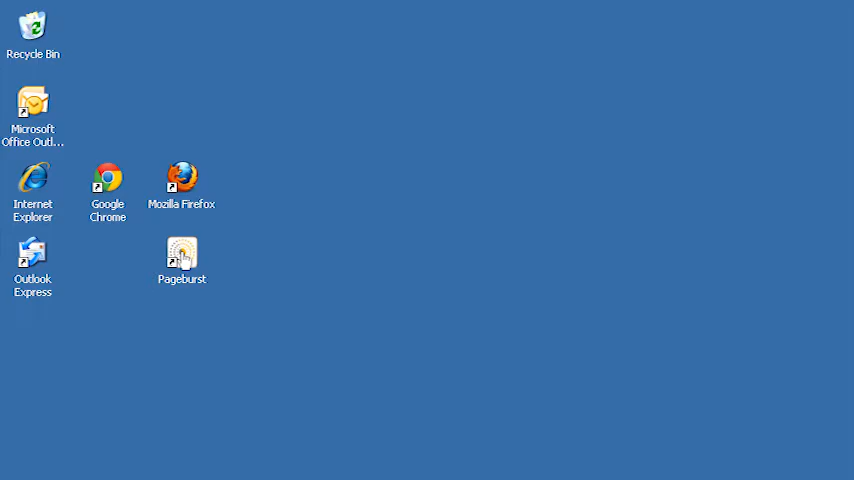 Recycle Bin
Microsoft
Office Outl...
Internet
Explorer
Google
Chrome
Mozilla Firefox
Outlook
Express
Pageburst